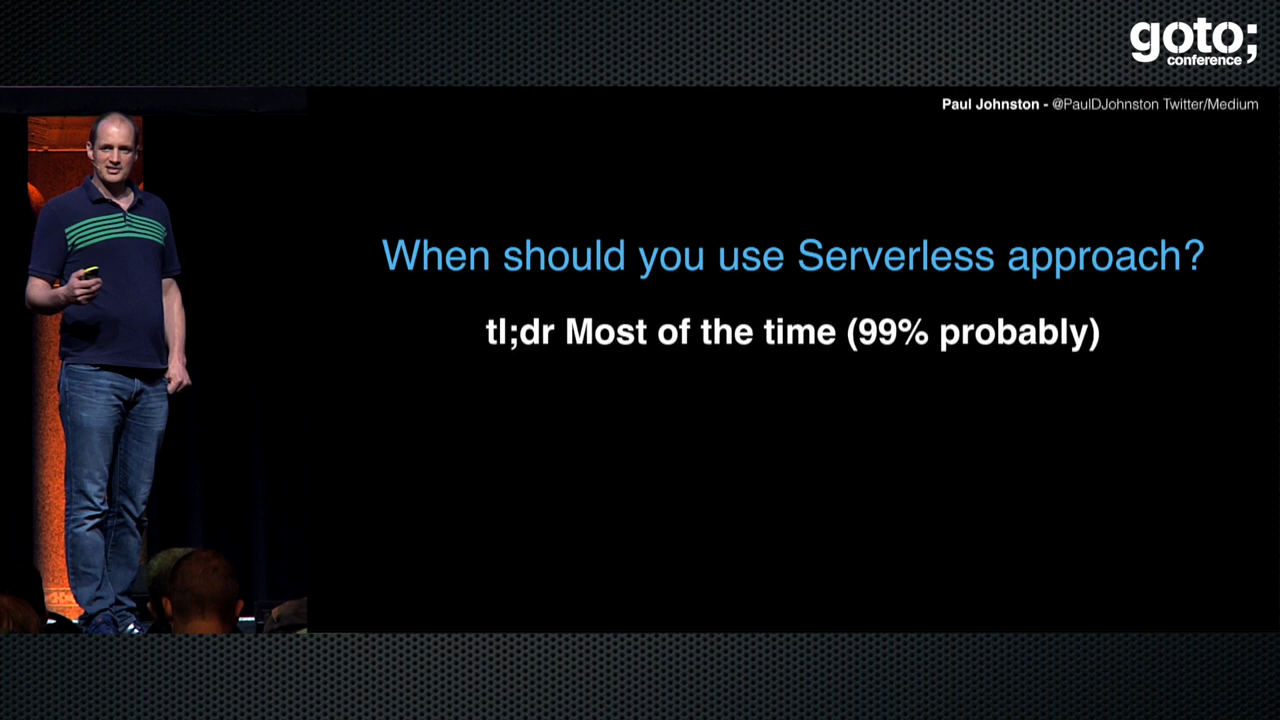 goto;
conference
Paul Johnston - @PaulDJohnston Twitter/Medium
When should you use Serverless approach?
tl;dr Most of the time (99% probably)